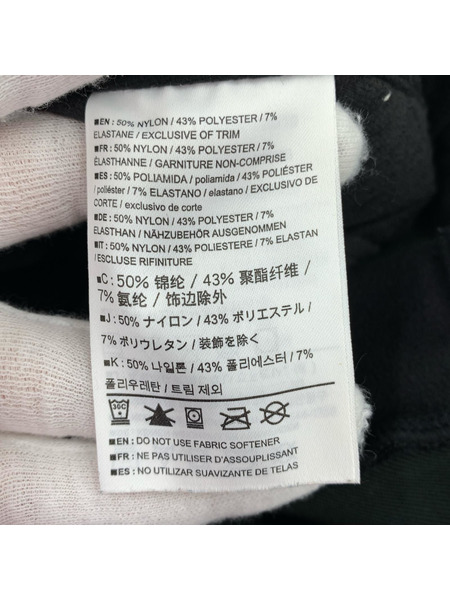 ■EN : 50% NYLON / 43% POLYESTER / 7%
ELASTANE / EXCLUSIVE OF TRIM
■FR : 50% NYLON / 43% POLYESTER / 7%
ÉLASTHANNE / GARNITURE NON-COMPRISE
■ES : 50% POLIAMIDA / poliamida / 43% POLIÉSTER
/ poliéster / 7% ELASTANO / elastano / EXCLUSIVO DE
CORTE / exclusivo de corte
■DE : 50% NYLON / 43% POLYESTER / 7%
ELASTHAN / NÄHZUBEHÖR AUSGENOMMEN
■IT : 50% NYLON / 43% POLIESTERE / 7% ELASTAN
/ ESCLUSE RIFINITURE
■C : 50% 锦纶 / 43% 聚酯纤维 /
7% 氨纶 / 饰边除外
■J : 50% ナイロン / 43% ポリエステル /
7% ポリウレタン / 装飾を除く
■K : 50% 나일론 / 43% 폴리에스터 / 7%
폴리우레탄 / 트림 제외
30C
■EN : DO NOT USE FABRIC SOFTENER
■FR : NE PAS UTILISER D'ASSOUPLISSANT
■ES : NO UTILIZAR SUAVIZANTE DE TELAS